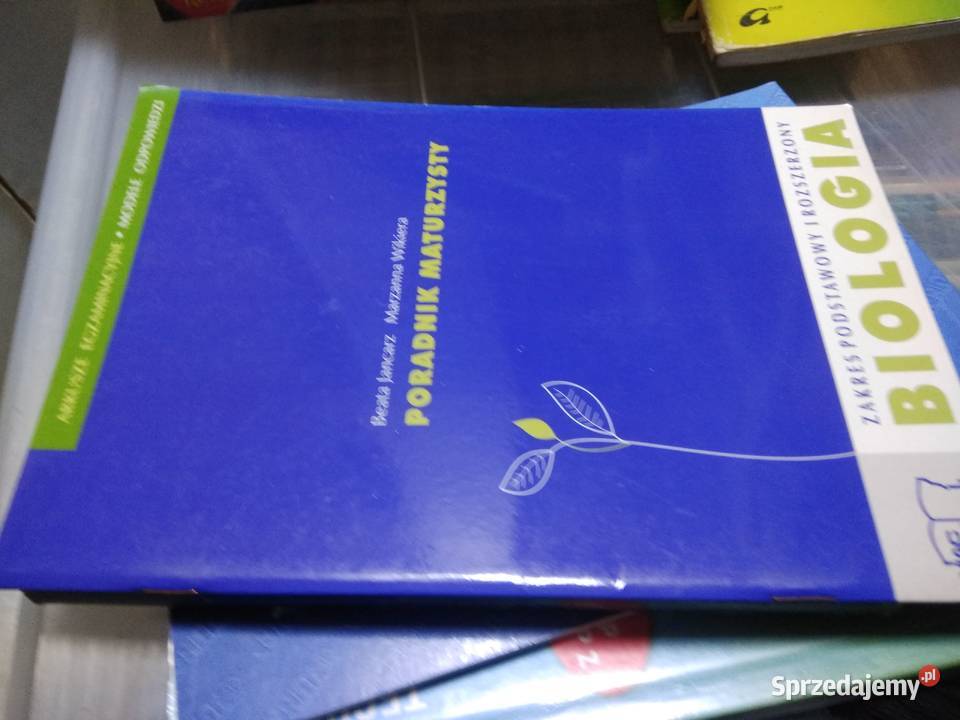 ARKUSZE EGZAMINACYJNE • MODELE ODPOWIEDZI
Beata Jancarz Marzanna Wikiera
PORADNIK MATURZYSTY
ZAKRES PODSTAWOWY I ROZSZERZONY
BIOLOGIA
Sprzedajemy.pl